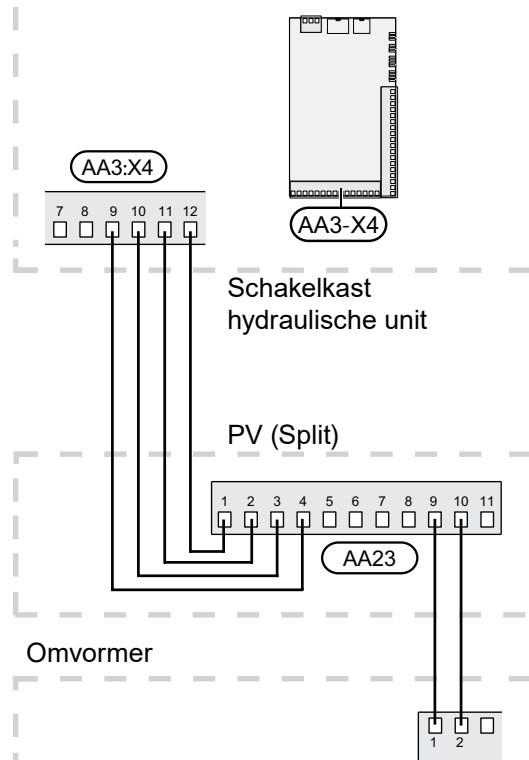 AA3:X4
7 8 9 10 11 12
AA3-X4
Schakelkast
hydraulische unit
PV (Split)
1 2 3 4 5 6 7 8 9 10 11
AA23
Omvormer
1 2